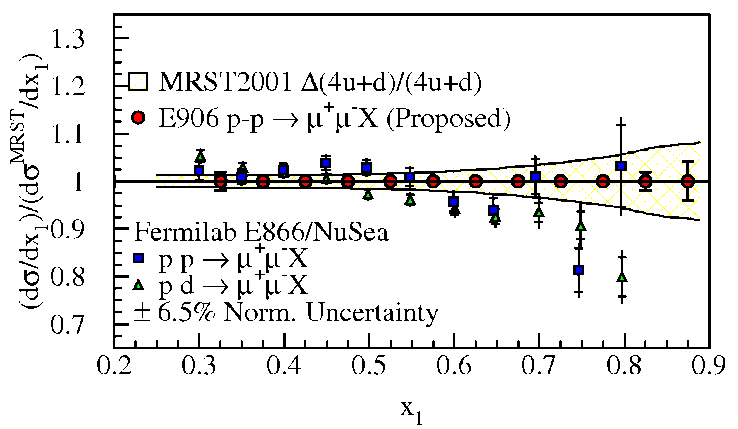 1.3
1.2
1.1
1
0.9
0.8
0.7
(dσ/dx₁)/(dσᴹᴿˢᵀ/dx₁)
MRST2001 Δ(4u+d)/(4u+d)
E906 p-p → μ⁺μ⁻X (Proposed)
Fermilab E866/NuSea
p p → μ⁺μ⁻X
p d → μ⁺μ⁻X
± 6.5% Norm. Uncertainty
0.2 0.3 0.4 0.5 0.6 0.7 0.8 0.9
x₁